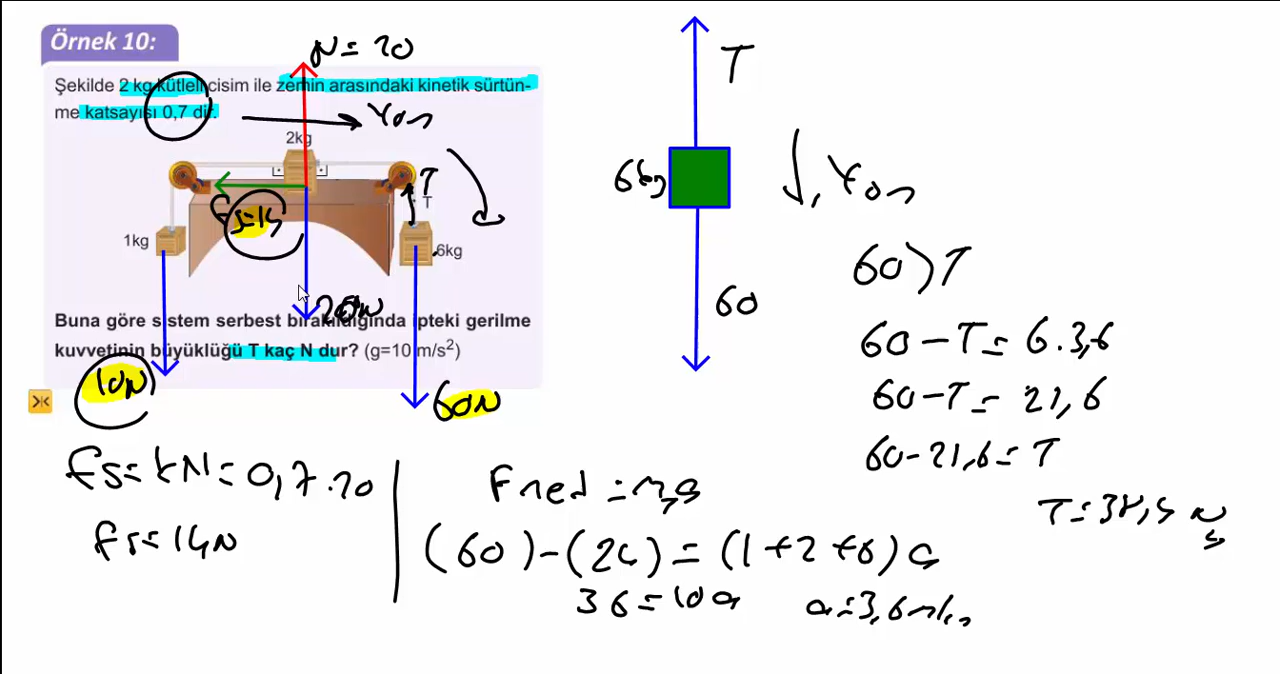 Örnek 10:
Şekilde 2 kg kütleli cisim ile zemin arasındaki kinetik sürtün-
me katsayısı 0,7 dir.
N = 20
Yön
2kg
T
T
fs=14
1kg
6kg
20N
Buna göre sistem serbest bırakıldığında ipteki gerilme
kuvvetinin büyüklüğü T kaç N dur? (g=10 m/s²)
10N
60N
fs=kN=0,7.20
fs=14N
Fnet = m.a
(60)-(24)=(1+2+6)a
36=10a a=3,6m/s²
T
6kg
Yön
60
60>T
60-T=6.3,6
60-T=21,6
60-21,6=T
T=38,4 N